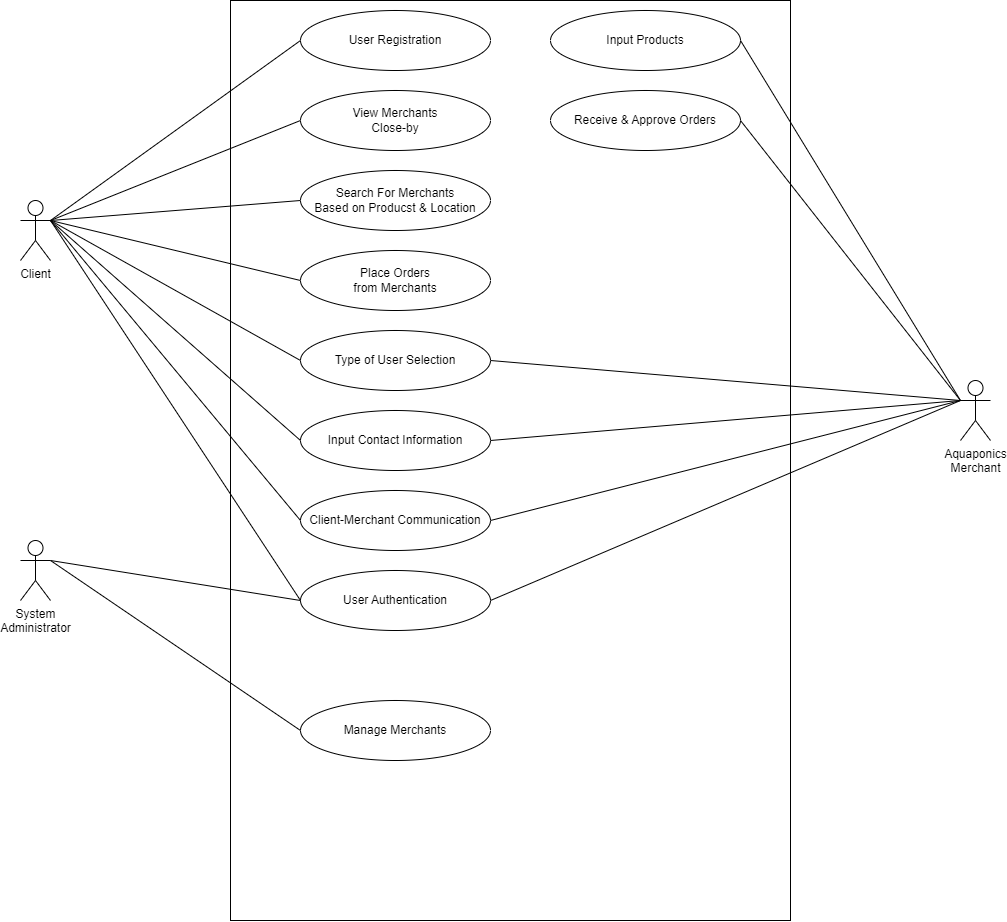 User Registration
Input Products
View Merchants
Close-by
Receive & Approve Orders
Search For Merchants
Based on Producst & Location
Client
Place Orders
from Merchants
Type of User Selection
Input Contact Information
Aquaponics
Merchant
Client-Merchant Communication
User Authentication
System
Administrator
Manage Merchants